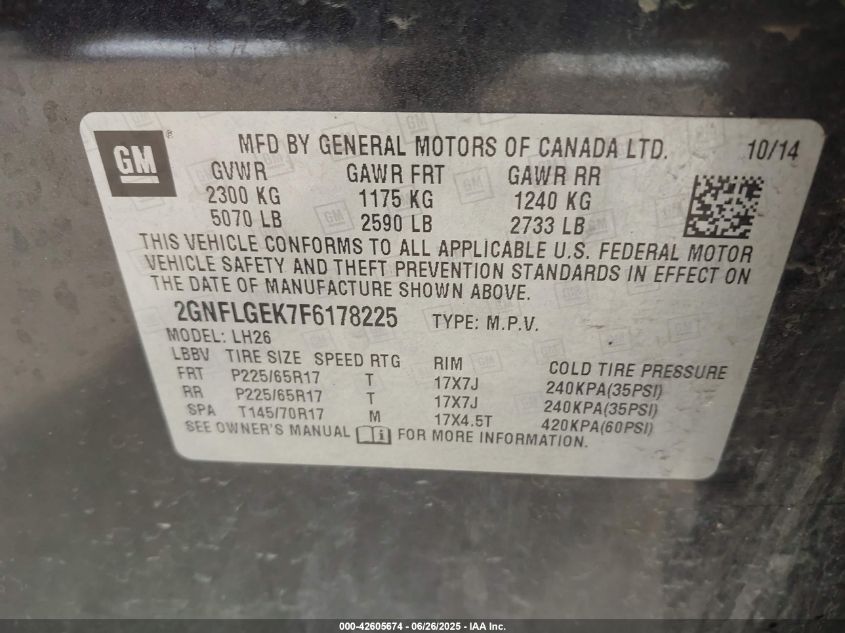 GM ® MFD BY GENERAL MOTORS OF CANADA LTD. 10/14
GVWR GAWR FRT GAWR RR
2300 KG 1175 KG 1240 KG
5070 LB 2590 LB 2733 LB
THIS VEHICLE CONFORMS TO ALL APPLICABLE U.S. FEDERAL MOTOR
VEHICLE SAFETY AND THEFT PREVENTION STANDARDS IN EFFECT ON
THE DATE OF MANUFACTURE SHOWN ABOVE.
2GNFLGEK7F6178225 TYPE: M.P.V.
MODEL: LH26
LBBV TIRE SIZE SPEED RTG RIM COLD TIRE PRESSURE
FRT P225/65R17 T 17X7J 240KPA(35PSI)
RR P225/65R17 T 17X7J 240KPA(35PSI)
SPA T145/70R17 M 17X4.5T 420KPA(60PSI)
SEE OWNER'S MANUAL FOR MORE INFORMATION.
000-42605674 / 06/26/2025 - IAA Inc.